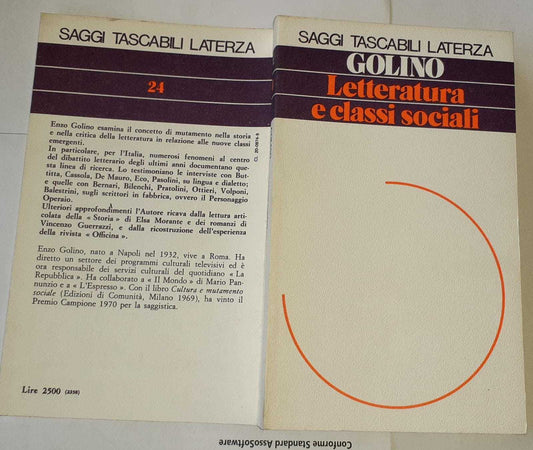 SAGGI TASCABILI LATERZA
24
Enzo Golino esamina il concetto di mutamento nella storia
e nella critica della letteratura in relazione alle nuove classi
emergenti.
In particolare, per l'Italia, numerosi fenomeni al centro
del dibattito letterario degli ultimi anni documentano que-
sta linea di ricerca. Lo testimoniano le interviste con But-
titta, Cassola, De Mauro, Eco, Pasolini, su lingua e dialetto;
e quelle con Bernari, Bilenchi, Pratolini, Ottieri, Volponi,
Balestrini, sugli scrittori in fabbrica, ovvero il Personaggio
Operaio.
Ulteriori approfondimenti l'Autore ricava dalla lettura arti-
colata della « Storia » di Elsa Morante e dei romanzi di
Vincenzo Guerrazzi, e dalla ricostruzione dell'esperienza
della rivista « Officina ».
Enzo Golino, nato a Napoli nel 1932, vive a Roma. Ha
diretto un settore dei programmi culturali televisivi ed è
ora responsabile dei servizi culturali del quotidiano « La
Repubblica ». Ha collaborato a « Il Mondo » di Mario Pan-
nunzio e a « L'Espresso ». Con il libro Cultura e mutamento
sociale (Edizioni di Comunità, Milano 1969), ha vinto il
Premio Campione 1970 per la saggistica.
Lire 2500 (2358)
SAGGI TASCABILI LATERZA
GOLINO
Letteratura
e classi sociali
Conforme Standard AssoSoftware